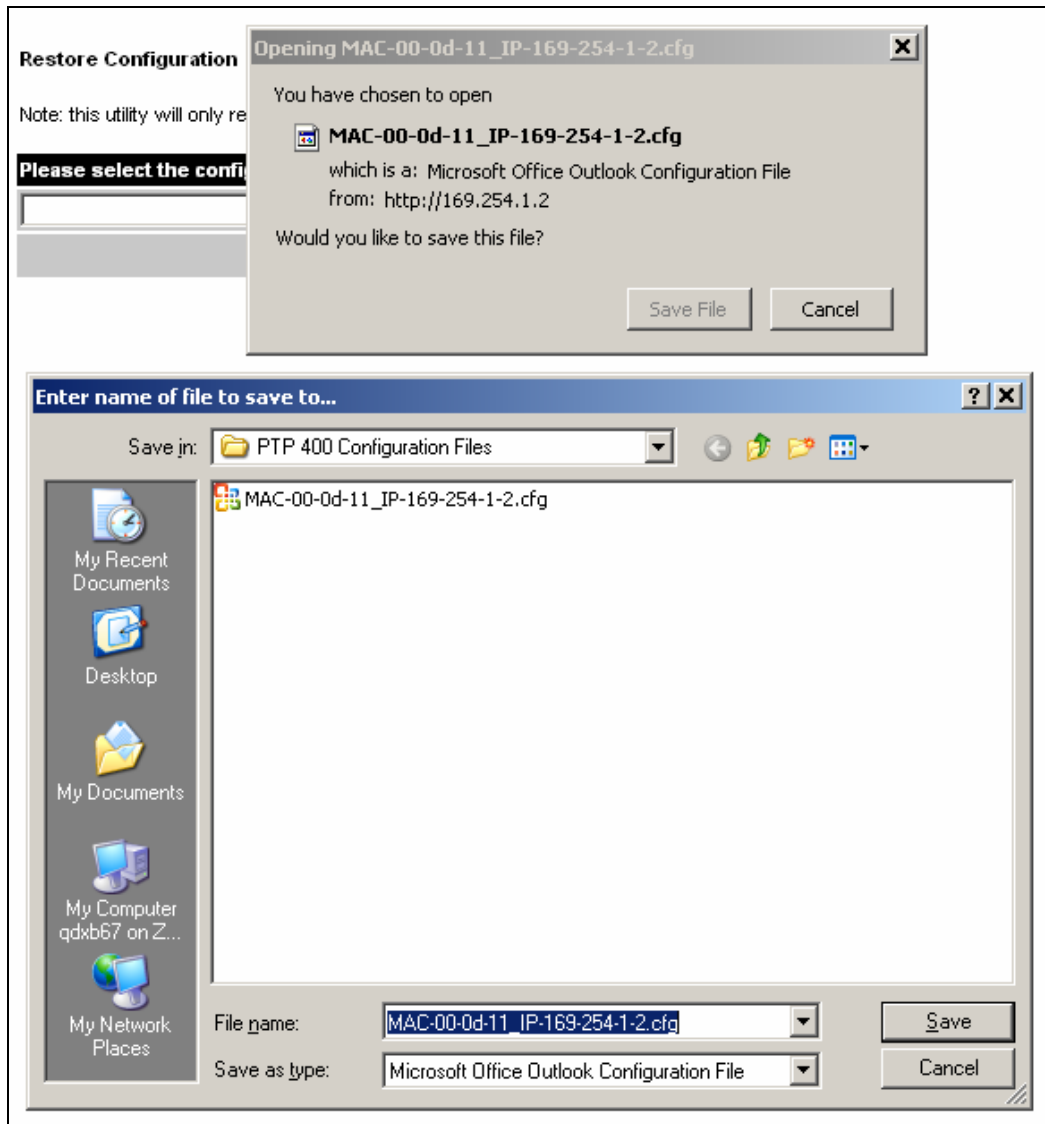 Restore Configuration
Note: this utility will only re
Please select the confi
Opening MAC-00-0d-11_IP-169-254-1-2.cfg
You have chosen to open
MAC-00-0d-11_IP-169-254-1-2.cfg
which is a: Microsoft Office Outlook Configuration File
from: http://169.254.1.2
Would you like to save this file?
Save File Cancel
Enter name of file to save to...
Save in: PTP 400 Configuration Files
MAC-00-0d-11_IP-169-254-1-2.cfg
My Recent
Documents
Desktop
My Documents
My Computer
qdxb67 on Z...
My Network
Places
File name: MAC-00-0d-11_IP-169-254-1-2.cfg Save
Save as type: Microsoft Office Outlook Configuration File Cancel